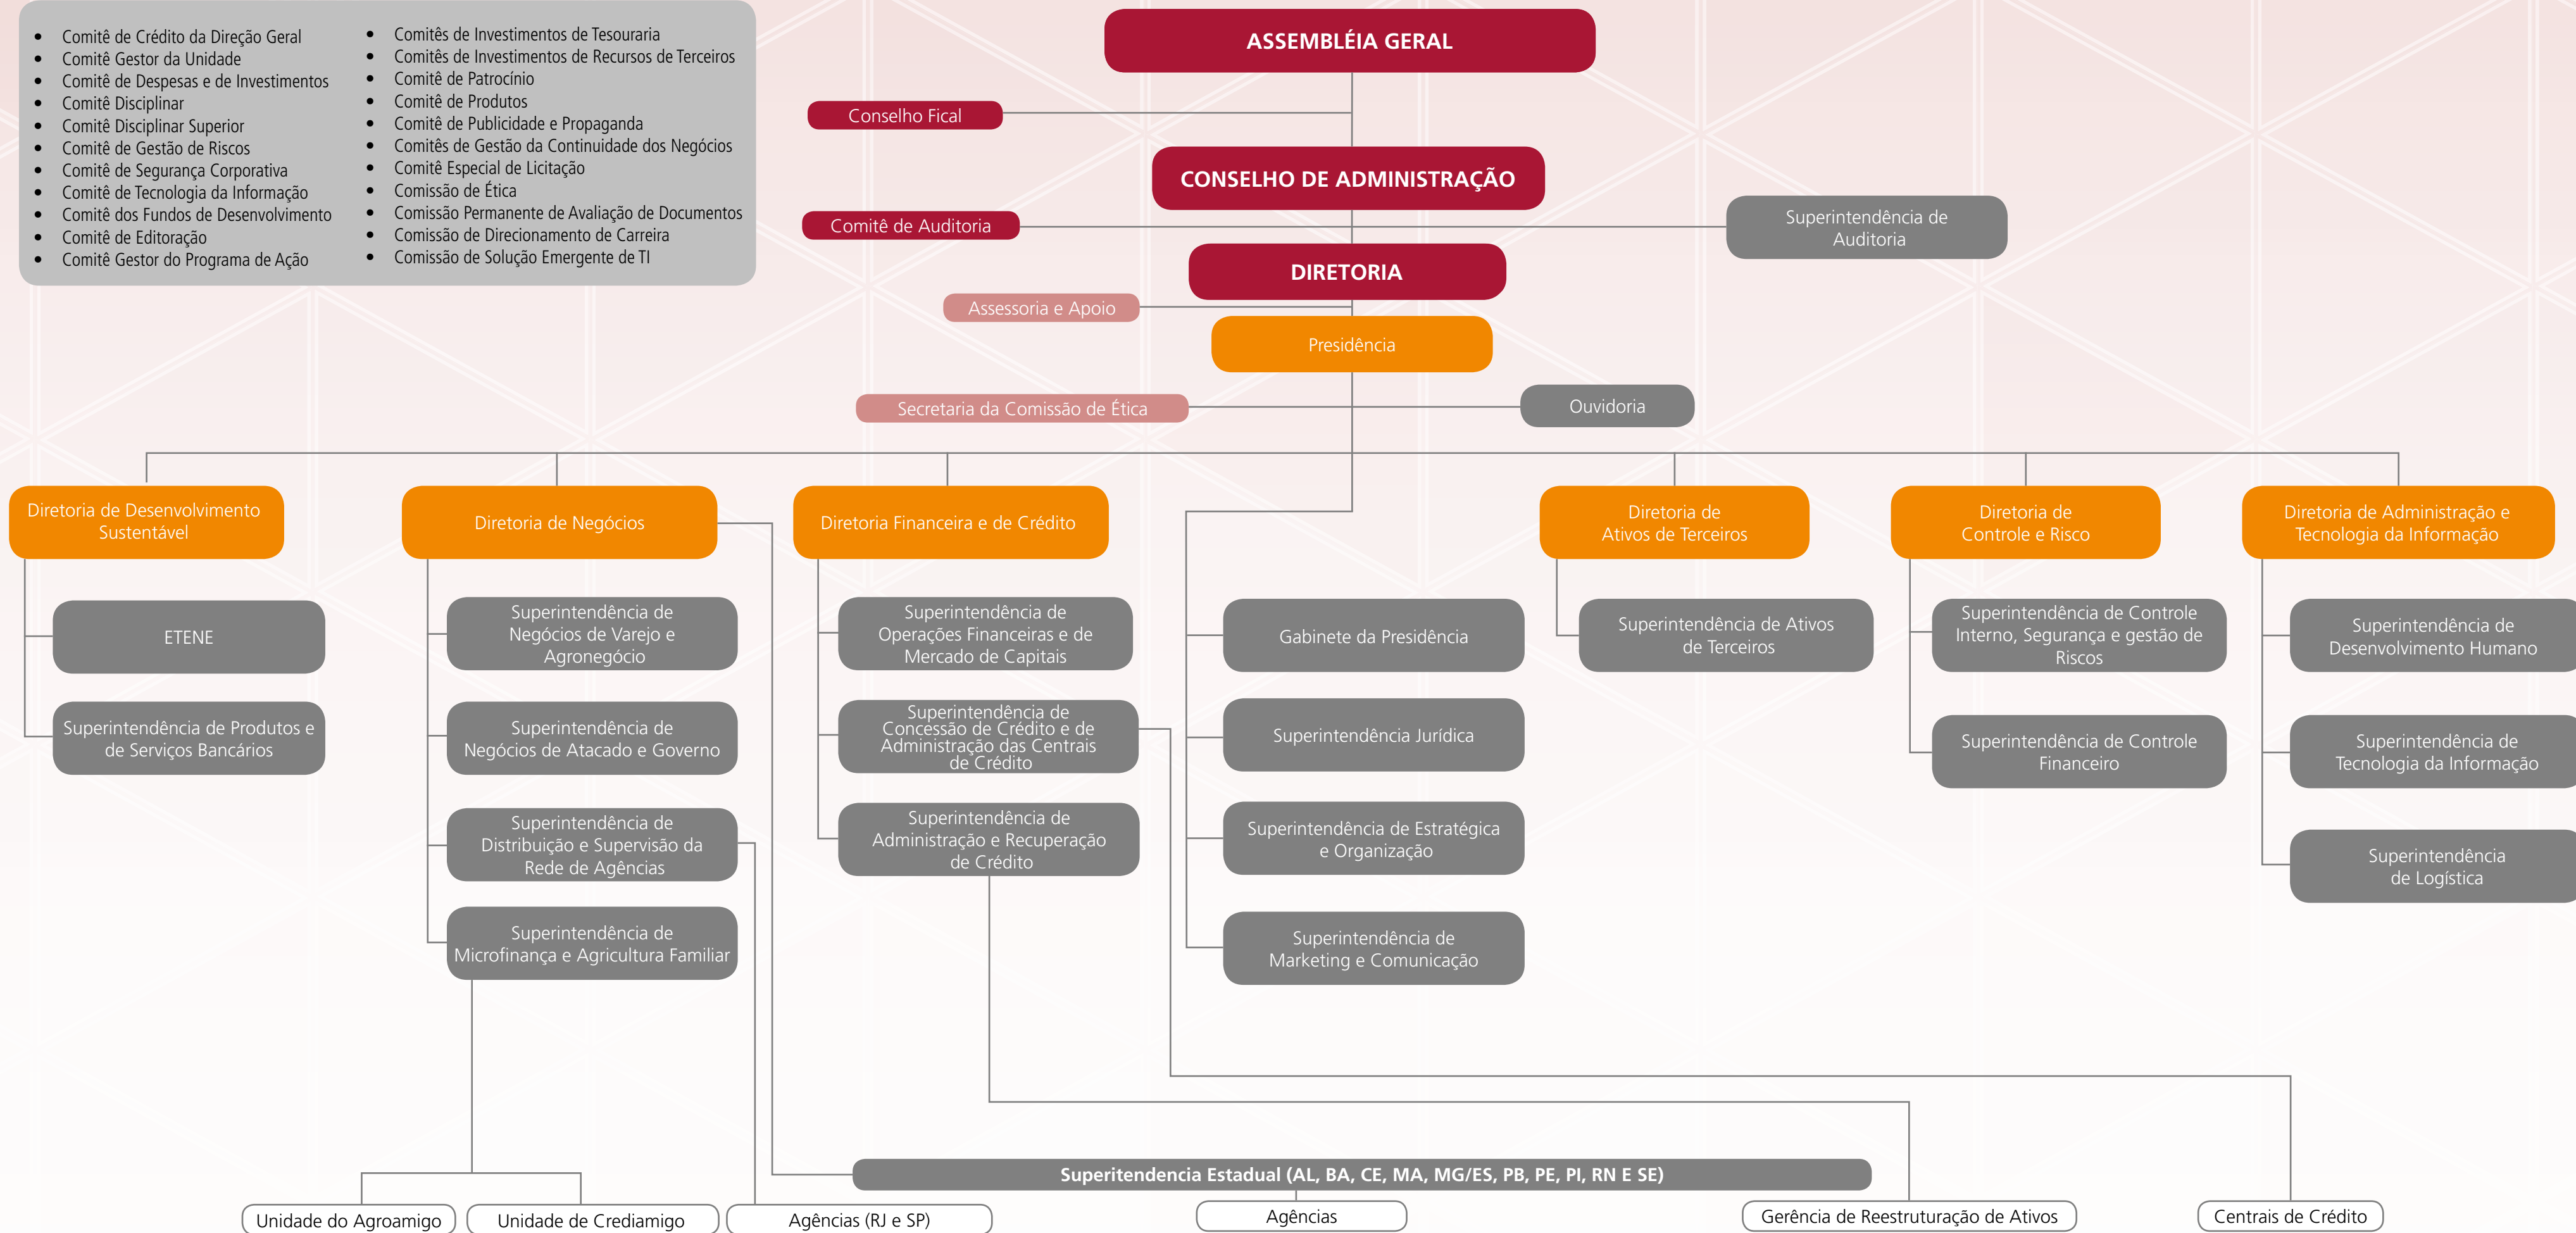 • Comitê de Crédito da Direção Geral
• Comitê Gestor da Unidade
• Comitê de Despesas e de Investimentos
• Comitê Disciplinar
• Comitê Disciplinar Superior
• Comitê de Gestão de Riscos
• Comitê de Segurança Corporativa
• Comitê de Tecnologia da Informação
• Comitê dos Fundos de Desenvolvimento
• Comitê de Editoração
• Comitê Gestor do Programa de Ação
• Comitês de Investimentos de Tesouraria
• Comitês de Investimentos de Recursos de Terceiros
• Comitê de Patrocínio
• Comitê de Produtos
• Comitê de Publicidade e Propaganda
• Comitês de Gestão da Continuidade dos Negócios
• Comitê Especial de Licitação
• Comissão de Ética
• Comissão Permanente de Avaliação de Documentos
• Comissão de Direcionamento de Carreira
• Comissão de Solução Emergente de TI
ASSEMBLÉIA GERAL
Conselho Fical
CONSELHO DE ADMINISTRAÇÃO
Comitê de Auditoria
Superintendência de
Auditoria
DIRETORIA
Assessoria e Apoio
Presidência
Secretaria da Comissão de Ética
Ouvidoria
Diretoria de Desenvolvimento
Sustentável
Diretoria de Negócios
Diretoria Financeira e de Crédito
Diretoria de
Ativos de Terceiros
Diretoria de
Controle e Risco
Diretoria de Administração e
Tecnologia da Informação
ETENE
Superintendência de Produtos e
de Serviços Bancários
Superintendência de
Negócios de Varejo e
Agronegócio
Superintendência de
Negócios de Atacado e Governo
Superintendência de
Distribuição e Supervisão da
Rede de Agências
Superintendência de
Microfinança e Agricultura Familiar
Superintendência de
Operações Financeiras e de
Mercado de Capitais
Superintendência de
Concessão de Crédito e de
Administração das Centrais
de Crédito
Superintendência de
Administração e Recuperação
de Crédito
Gabinete da Presidência
Superintendência Jurídica
Superintendência de Estratégica
e Organização
Superintendência de
Marketing e Comunicação
Superintendência de Ativos
de Terceiros
Superintendência de Controle
Interno, Segurança e gestão de
Riscos
Superintendência de Controle
Financeiro
Superintendência de
Desenvolvimento Humano
Superintendência de
Tecnologia da Informação
Superintendência
de Logística
Superitendencia Estadual (AL, BA, CE, MA, MG/ES, PB, PE, PI, RN E SE)
Unidade do Agroamigo
Unidade de Crediamigo
Agências (RJ e SP)
Agências
Gerência de Reestruturação de Ativos
Centrais de Crédito